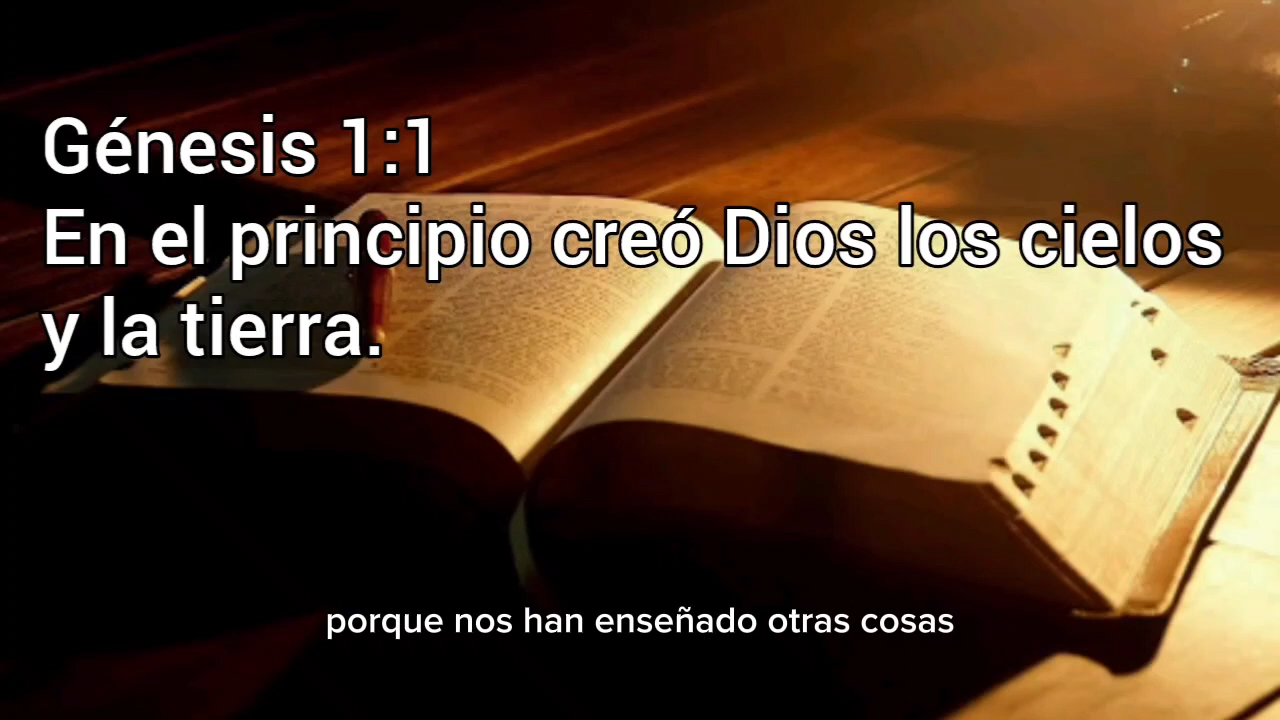 Génesis 1:1
En el principio creó Dios los cielos
y la tierra.
porque nos han enseñado otras cosas